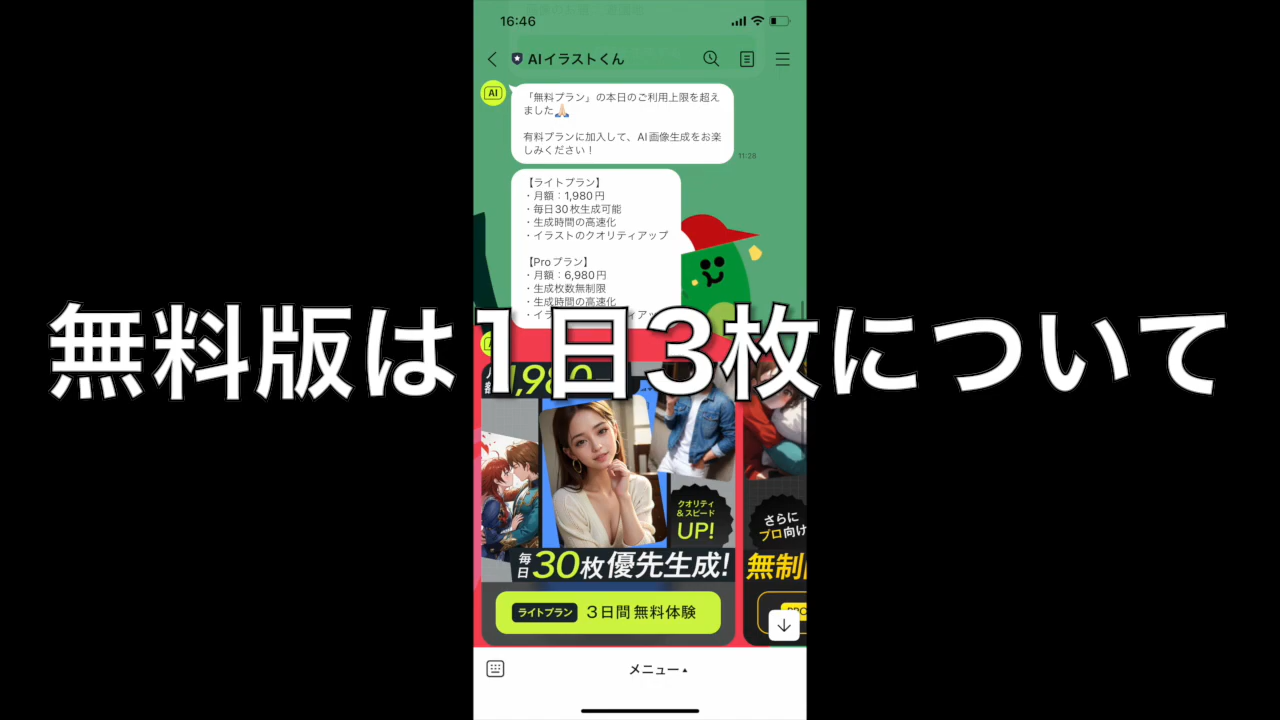 16:46
AIイラストくん
AI
「無料プラン」の本日のご利用上限を超え
ました🙏🏻
有料プランに加入して、AI画像生成をお楽
しみください!
11:28
【ライトプラン】
・月額:1,980円
・毎日30枚生成可能
・生成時間の高速化
・イラストのクオリティアップ
【Proプラン】
・月額:6,980円
・生成枚数無制限
・生成時間の高速化
・イラ
ィアッ
無料版は1日3枚について
1,980
クオリティ
&スピード
UP!
さらに
プロ向け
毎日30枚優先生成!
無制
ライトプラン 3日間無料体験
PRO
メニュー▲